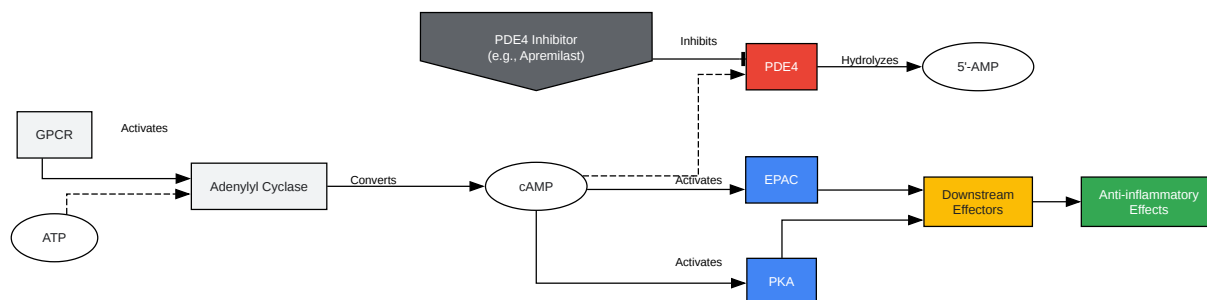 PDE4 Inhibitor
(e.g., Apremilast)
Inhibits
PDE4
Hydrolyzes
5'-AMP
GPCR
Activates
Adenylyl Cyclase
Converts
cAMP
Activates
EPAC
Downstream
Effectors
Anti-inflammatory
Effects
ATP
Activates
PKA